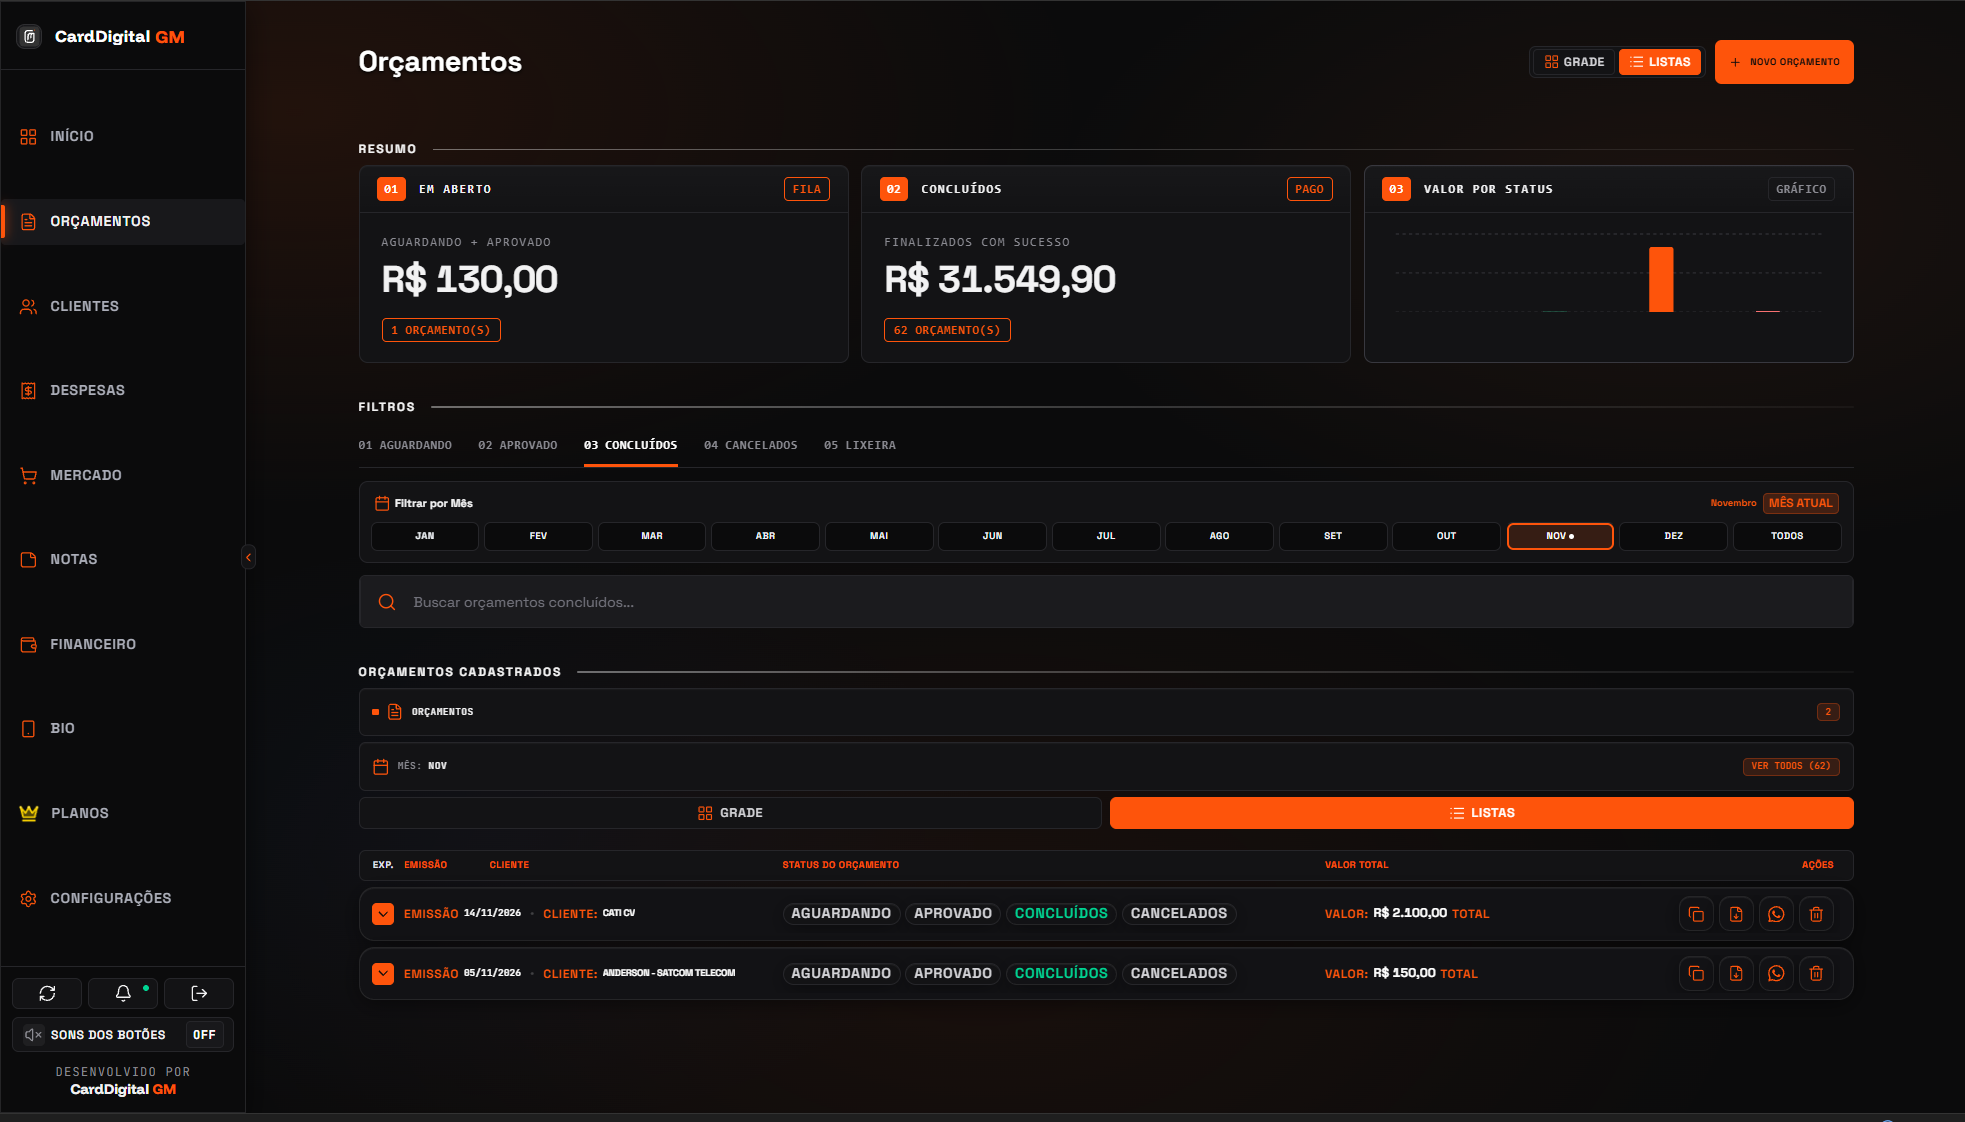 CardDigital GM
INÍCIO
ORÇAMENTOS
CLIENTES
DESPESAS
MERCADO
NOTAS
FINANCEIRO
BIO
PLANOS
CONFIGURAÇÕES
SONS DOS BOTÕES OFF
DESENVOLVIDO POR
CardDigital GM
Orçamentos
GRADE LISTAS + NOVO ORÇAMENTO
RESUMO
01 EM ABERTO FILA
AGUARDANDO + APROVADO
R$ 130,00
1 ORÇAMENTO(S)
02 CONCLUÍDOS PAGO
FINALIZADOS COM SUCESSO
R$ 31.549,90
62 ORÇAMENTO(S)
03 VALOR POR STATUS GRÁFICO
FILTROS
01 AGUARDANDO 02 APROVADO 03 CONCLUÍDOS 04 CANCELADOS 05 LIXEIRA
Filtrar por Mês Novembro MÊS ATUAL
JAN FEV MAR ABR MAI JUN JUL AGO SET OUT NOV DEZ TODOS
Buscar orçamentos concluídos...
ORÇAMENTOS CADASTRADOS
ORÇAMENTOS 2
MÊS: NOV VER TODOS (62)
GRADE LISTAS
EXP. EMISSÃO CLIENTE STATUS DO ORÇAMENTO VALOR TOTAL AÇÕES
EMISSÃO 14/11/2026 • CLIENTE: CATI CV AGUARDANDO APROVADO CONCLUÍDOS CANCELADOS VALOR: R$ 2.100,00 TOTAL
EMISSÃO 05/11/2026 • CLIENTE: ANDERSON - SATCOM TELECOM AGUARDANDO APROVADO CONCLUÍDOS CANCELADOS VALOR: R$ 150,00 TOTAL